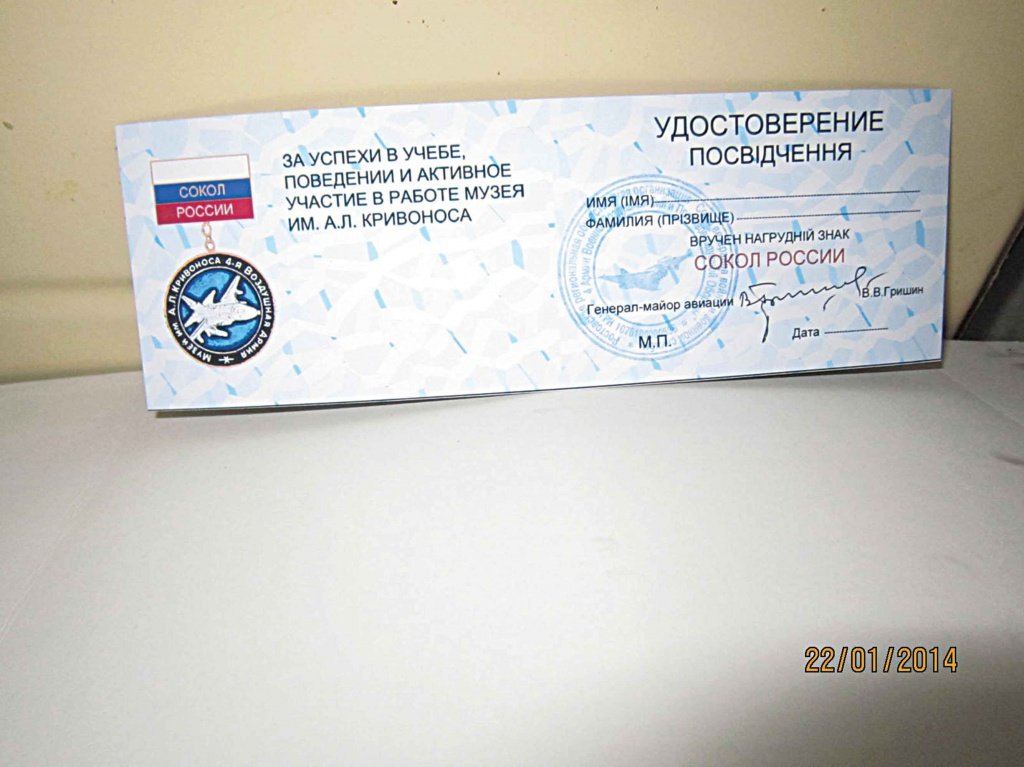 СОКОЛ
РОССИИ
МУЗЕЙ ИМ. А.Л КРИВОНОСА 4-я ВОЗДУШНАЯ АРМИЯ
ЗА УСПЕХИ В УЧЕБЕ,
ПОВЕДЕНИИ И АКТИВНОЕ
УЧАСТИЕ В РАБОТЕ МУЗЕЯ
ИМ. А.Л. КРИВОНОСА
УДОСТОВЕРЕНИЕ
ПОСВІДЧЕННЯ
ИМЯ (ІМЯ)
ФАМИЛИЯ (ПРІЗВИЩЕ)
ВРУЧЕН НАГРУДНІЙ ЗНАК
СОКОЛ РОССИИ
Генерал-майор авиации В.В.Гришин
М.П.
Дата
22/01/2014